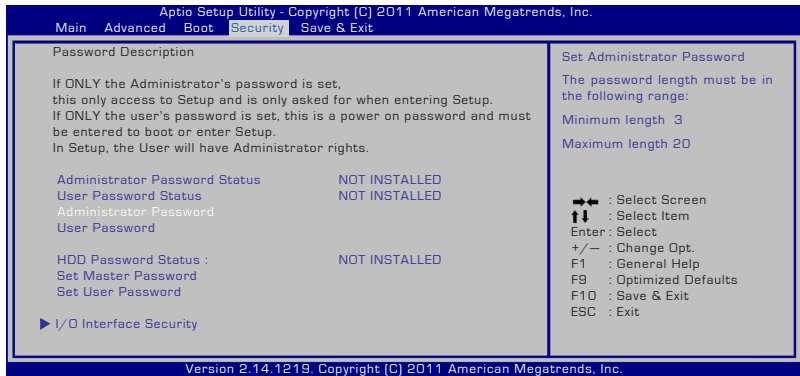 Aptio Setup Utility - Copyright (C) 2011 American Megatrends, Inc.
Main Advanced Boot Security Save & Exit
Password Description
If ONLY the Administrator's password is set,
this only access to Setup and is only asked for when entering Setup.
If ONLY the user's password is set, this is a power on password and must
be entered to boot or enter Setup.
In Setup, the User will have Administrator rights.
Administrator Password Status NOT INSTALLED
User Password Status NOT INSTALLED
Administrator Password
User Password
HDD Password Status : NOT INSTALLED
Set Master Password
Set User Password
I/O Interface Security
Set Administrator Password
The password length must be in
the following range:
Minimum length 3
Maximum length 20
→← : Select Screen
↑↓ : Select Item
Enter : Select
+/— : Change Opt.
F1 : General Help
F9 : Optimized Defaults
F10 : Save & Exit
ESC : Exit
Version 2.14.1219. Copyright (C) 2011 American Megatrends, Inc.